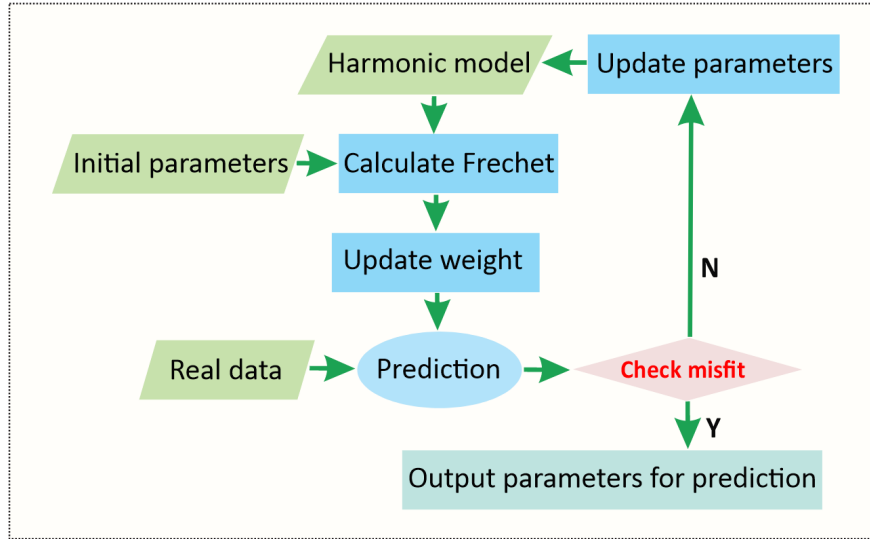 Harmonic model
Update parameters
Initial parameters
Calculate Frechet
Update weight
N
Real data
Prediction
Check misfit
Y
Output parameters for prediction